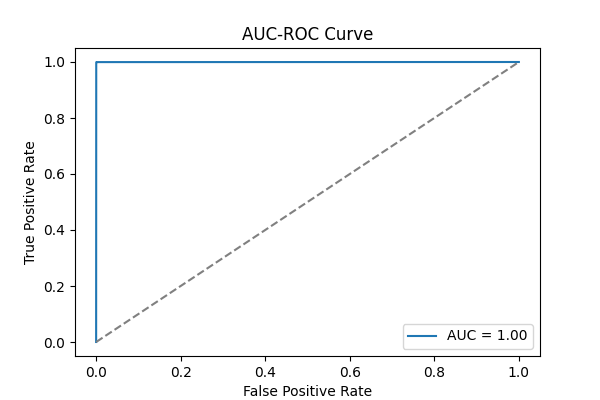 AUC-ROC Curve
True Positive Rate
1.0
0.8
0.6
0.4
0.2
0.0
AUC = 1.00
0.0 0.2 0.4 0.6 0.8 1.0
False Positive Rate